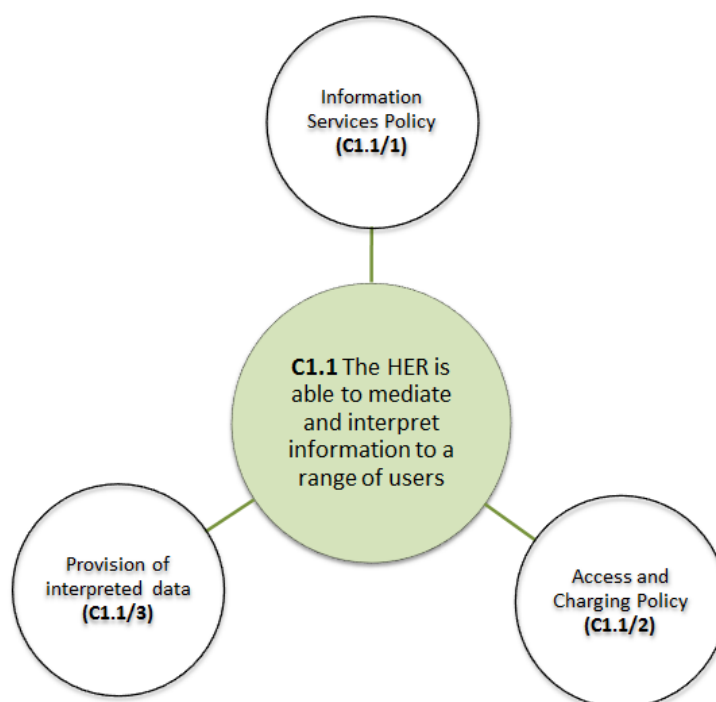 Information
Services Policy
(C1.1/1)
C1.1 The HER is
able to mediate
and interpret
information to a
range of users
Provision of
interpreted data
(C1.1/3)
Access and
Charging Policy
(C1.1/2)